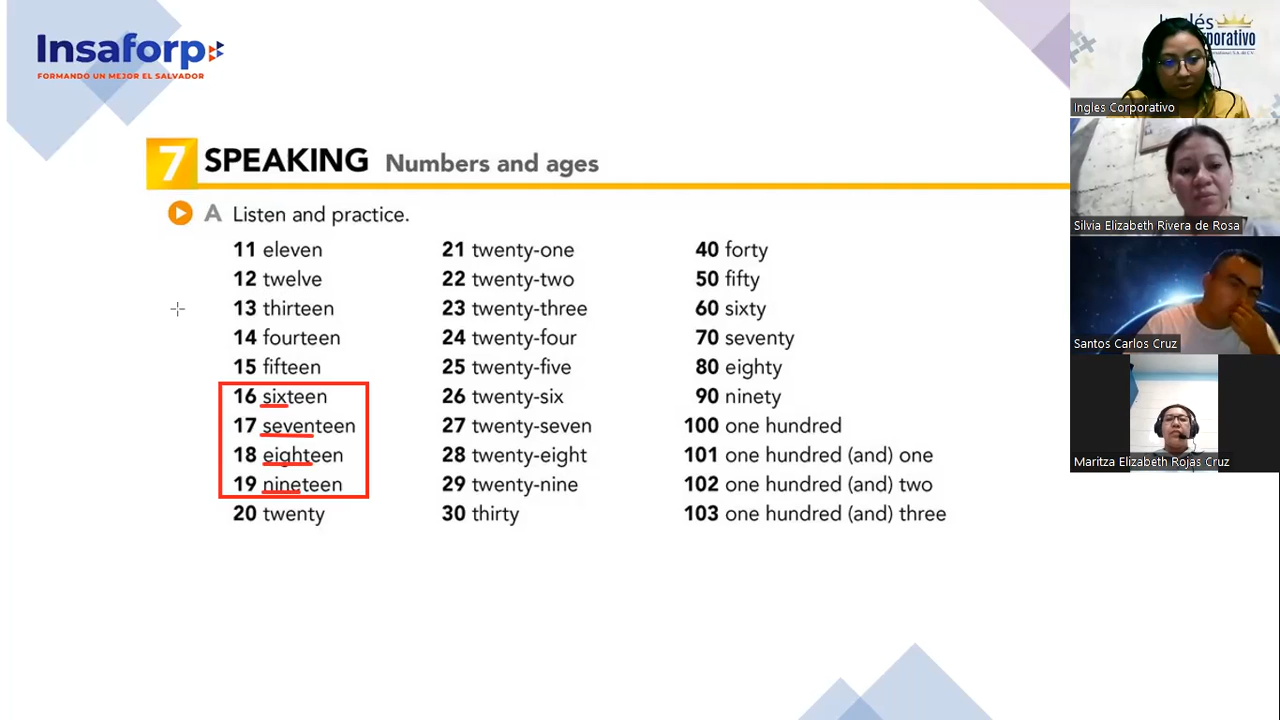 Insaforp
FORMANDO UN MEJOR EL SALVADOR
7 SPEAKING Numbers and ages
A Listen and practice.
11 eleven
12 twelve
13 thirteen
14 fourteen
15 fifteen
16 sixteen
17 seventeen
18 eighteen
19 nineteen
20 twenty
21 twenty-one
22 twenty-two
23 twenty-three
24 twenty-four
25 twenty-five
26 twenty-six
27 twenty-seven
28 twenty-eight
29 twenty-nine
30 thirty
40 forty
50 fifty
60 sixty
70 seventy
80 eighty
90 ninety
100 one hundred
101 one hundred (and) one
102 one hundred (and) two
103 one hundred (and) three
Ingles Corporativo
Silvia Elizabeth Rivera de Rosa
Santos Carlos Cruz
Maritza Elizabeth Rojas Cruz